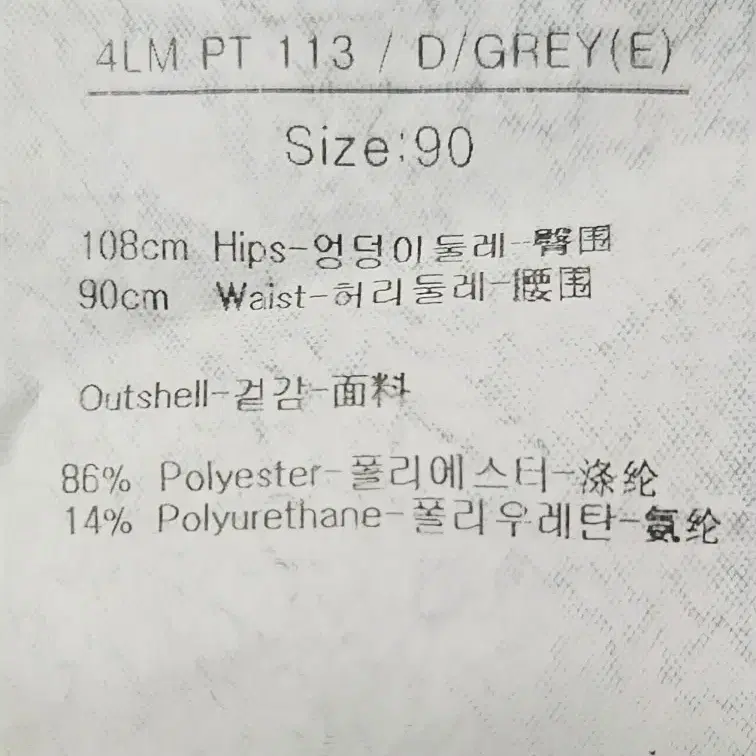 4LM PT 113 / D/GREY(E)
Size:90
108cm Hips-엉덩이둘레-臀围
90cm Waist-허리둘레-腰围
Outshell-겉감-面料
86% Polyester-폴리에스터-涤纶
14% Polyurethane-폴리우레탄-氨纶